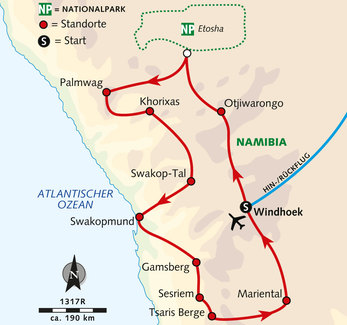 NP = NATIONALPARK
= Standorte
S = Start
NP Etosha
Palmwag
Khorixas
Otjiwarongo
NAMIBIA
HIN-/RÜCKFLUG
Swakop-Tal
ATLANTISCHER
OZEAN
S
Windhoek
Swakopmund
Gamsberg
Sesriem
Mariental
Tsaris Berge
N
1317R
ca. 190 km